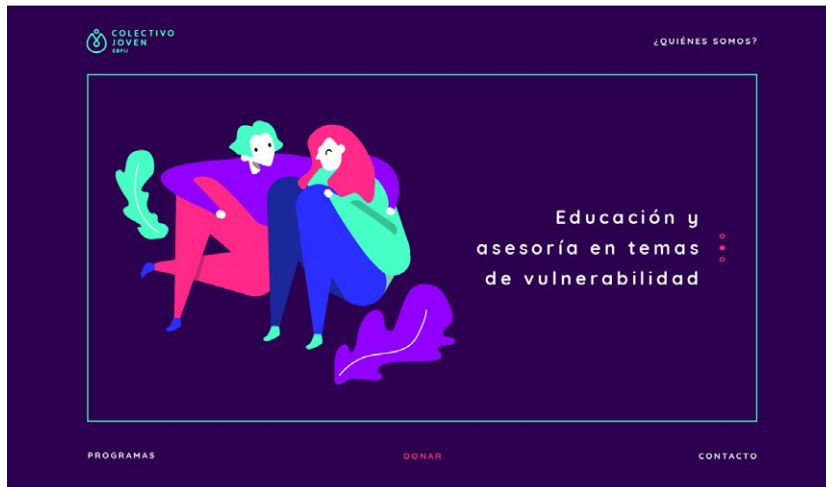 COLECTIVO
JOVEN
COPIJ
¿QUIÉNES SOMOS?
Educación y
asesoría en temas
de vulnerabilidad
PROGRAMAS
DONAR
CONTACTO